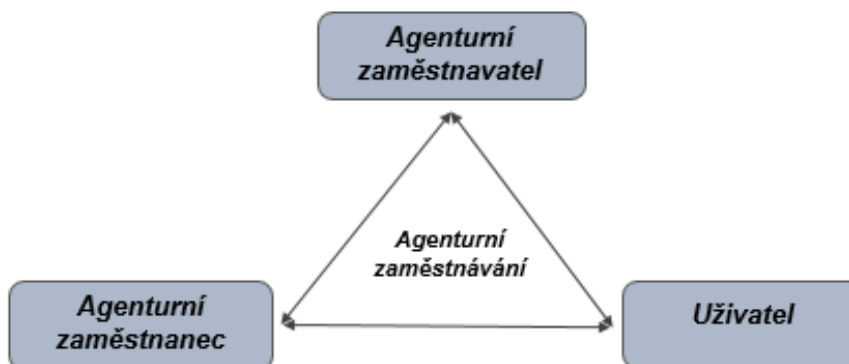 Agenturní
zaměstnavatel
Agenturní
zaměstnávání
Agenturní
zaměstnanec
Uživatel